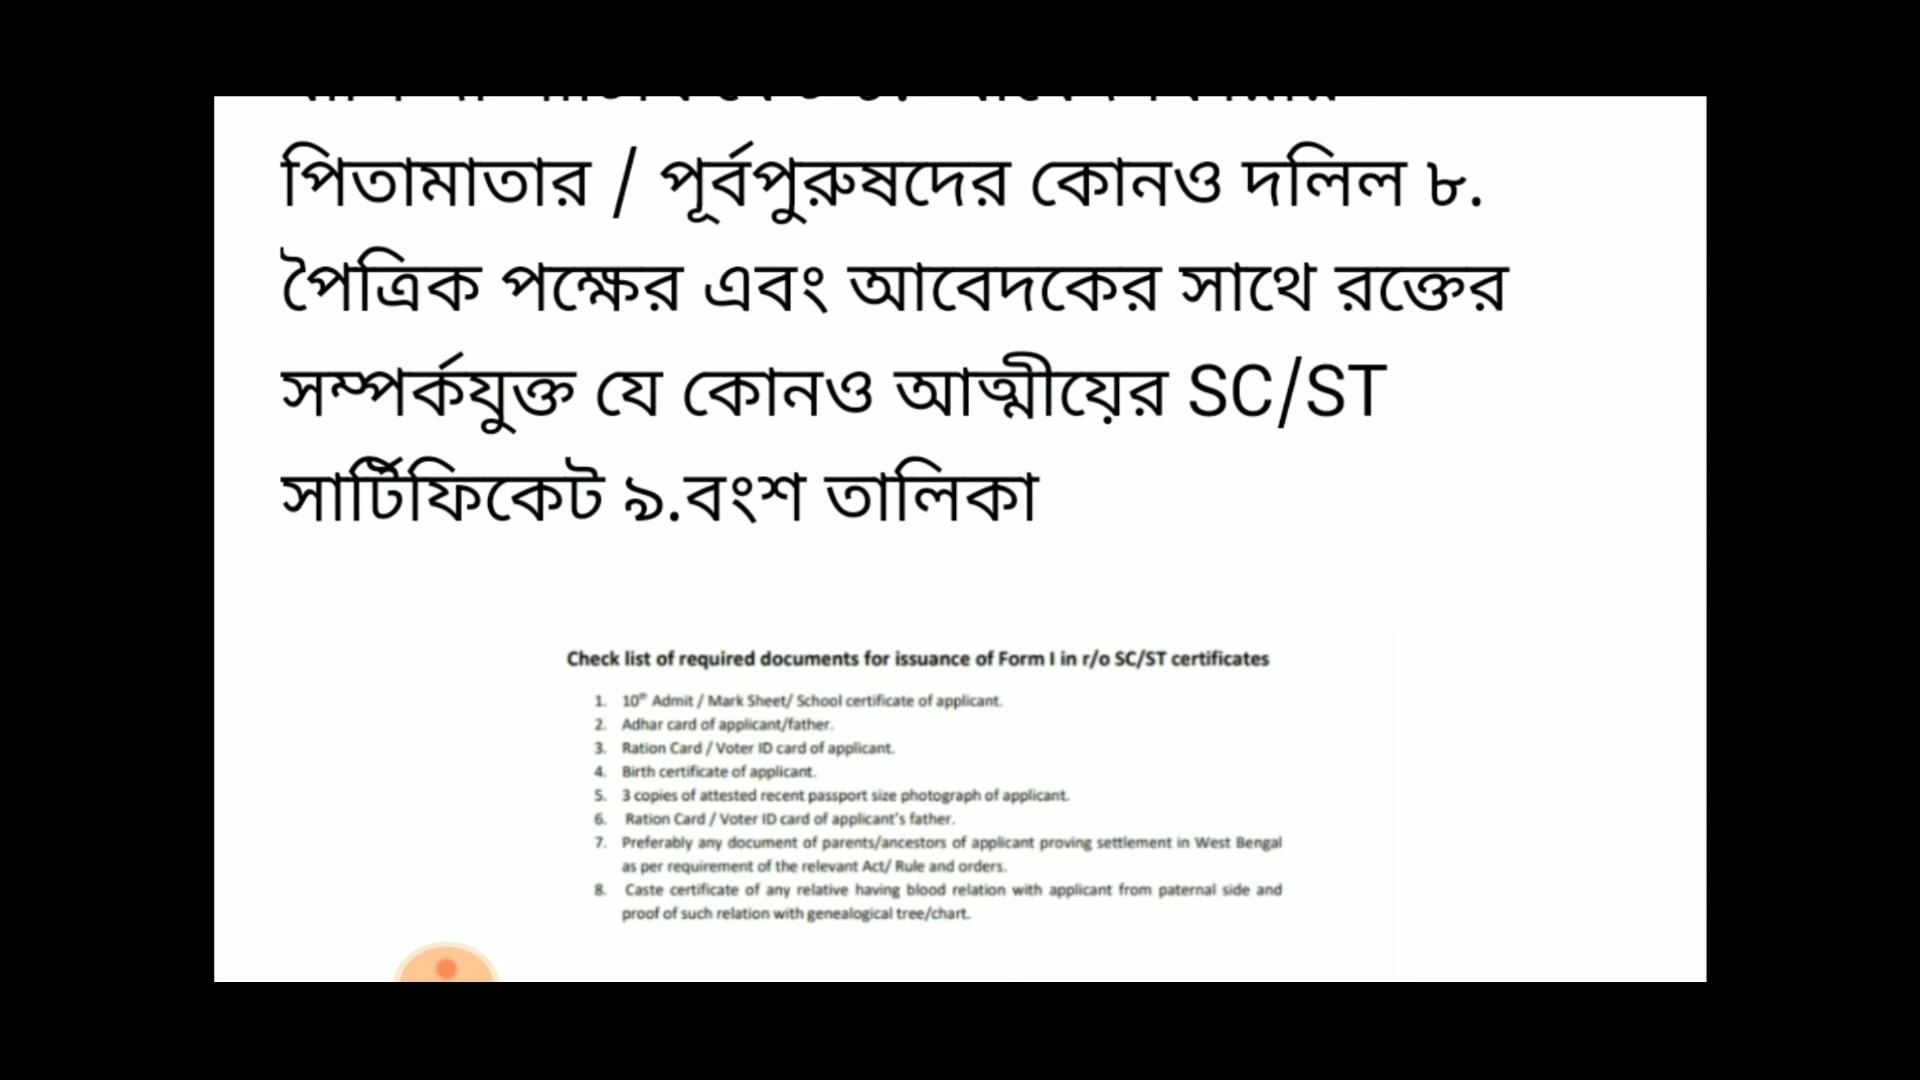 পিতামাতার / পূর্বপুরুষদের কোনও দলিল ৮.
পৈত্রিক পক্ষের এবং আবেদকের সাথে রক্তের
সম্পর্কযুক্ত যে কোনও আত্মীয়ের SC/ST
সার্টিফিকেট ৯.বংশ তালিকা
Check list of required documents for issuance of Form I in r/o SC/ST certificates
1. 10th Admit / Mark Sheet/ School certificate of applicant.
2. Adhar card of applicant/father.
3. Ration Card / Voter ID card of applicant.
4. Birth certificate of applicant.
5. 3 copies of attested recent passport size photograph of applicant.
6. Ration Card / Voter ID card of applicant's father.
7. Preferably any document of parents/ancestors of applicant proving settlement in West Bengal
as per requirement of the relevant Act/ Rule and orders.
8. Caste certificate of any relative having blood relation with applicant from paternal side and
proof of such relation with genealogical tree/chart.